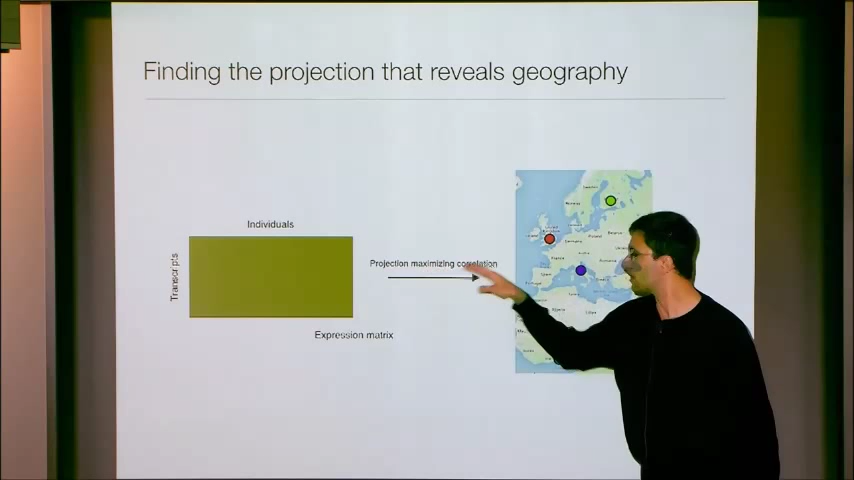 Finding the projection that reveals geography
Individuals
Transcripts
Projection maximizing correlation
Expression matrix